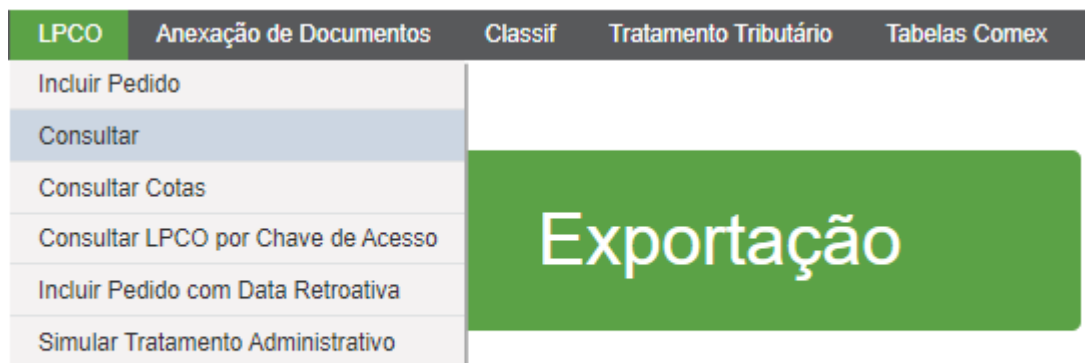 LPCO Anexação de Documentos Classif Tratamento Tributário Tabelas Comex
Incluir Pedido
Consultar
Consultar Cotas
Consultar LPCO por Chave de Acesso
Incluir Pedido com Data Retroativa
Simular Tratamento Administrativo
Exportação